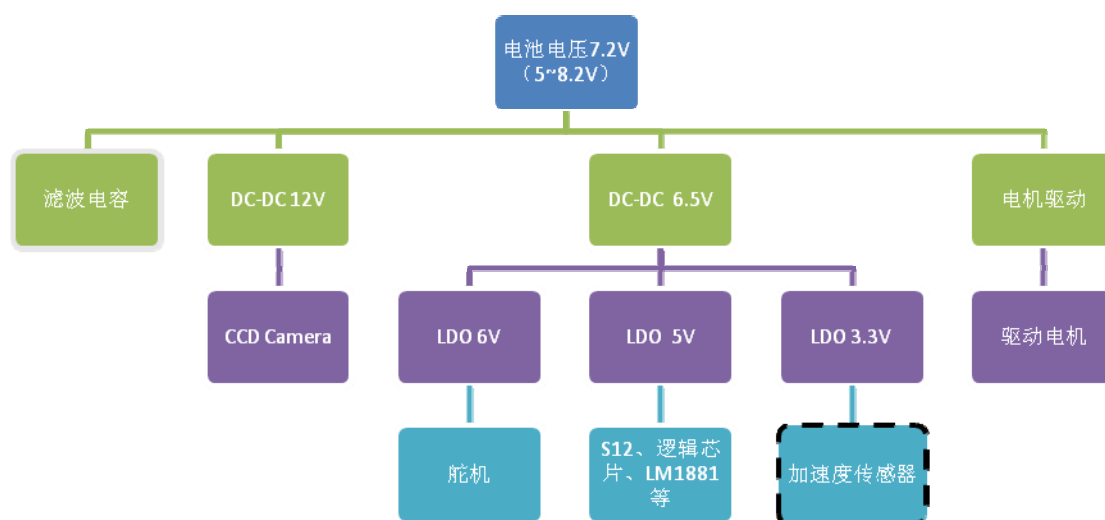 电池电压7.2V
（5~8.2V）
滤波电容
DC-DC 12V
DC-DC 6.5V
电机驱动
CCD Camera
LDO 6V
LDO 5V
LDO 3.3V
驱动电机
舵机
S12、逻辑芯
片、LM1881
等
加速度传感器